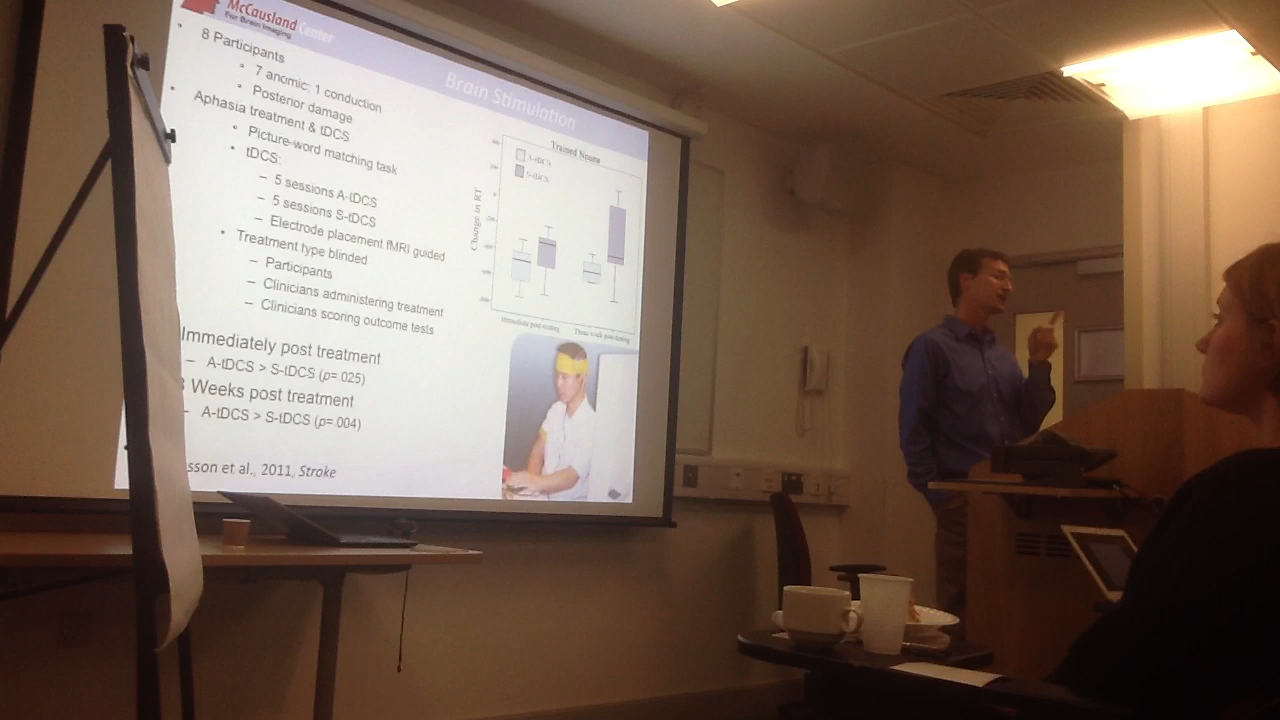 McCausland Center
For Brain Imaging
Brain Stimulation
8 Participants
7 anomic; 1 conduction
Posterior damage
Aphasia treatment & tDCS
Picture-word matching task
tDCS:
– 5 sessions A-tDCS
– 5 sessions S-tDCS
– Electrode placement fMRI guided
Treatment type blinded
– Participants
– Clinicians administering treatment
– Clinicians scoring outcome tests
Immediately post treatment
– A-tDCS > S-tDCS (p=.025)
Weeks post treatment
– A-tDCS > S-tDCS (p=.004)
sson et al., 2011, Stroke
Trained Nouns
A-tDCS
S-tDCS
Change in RT